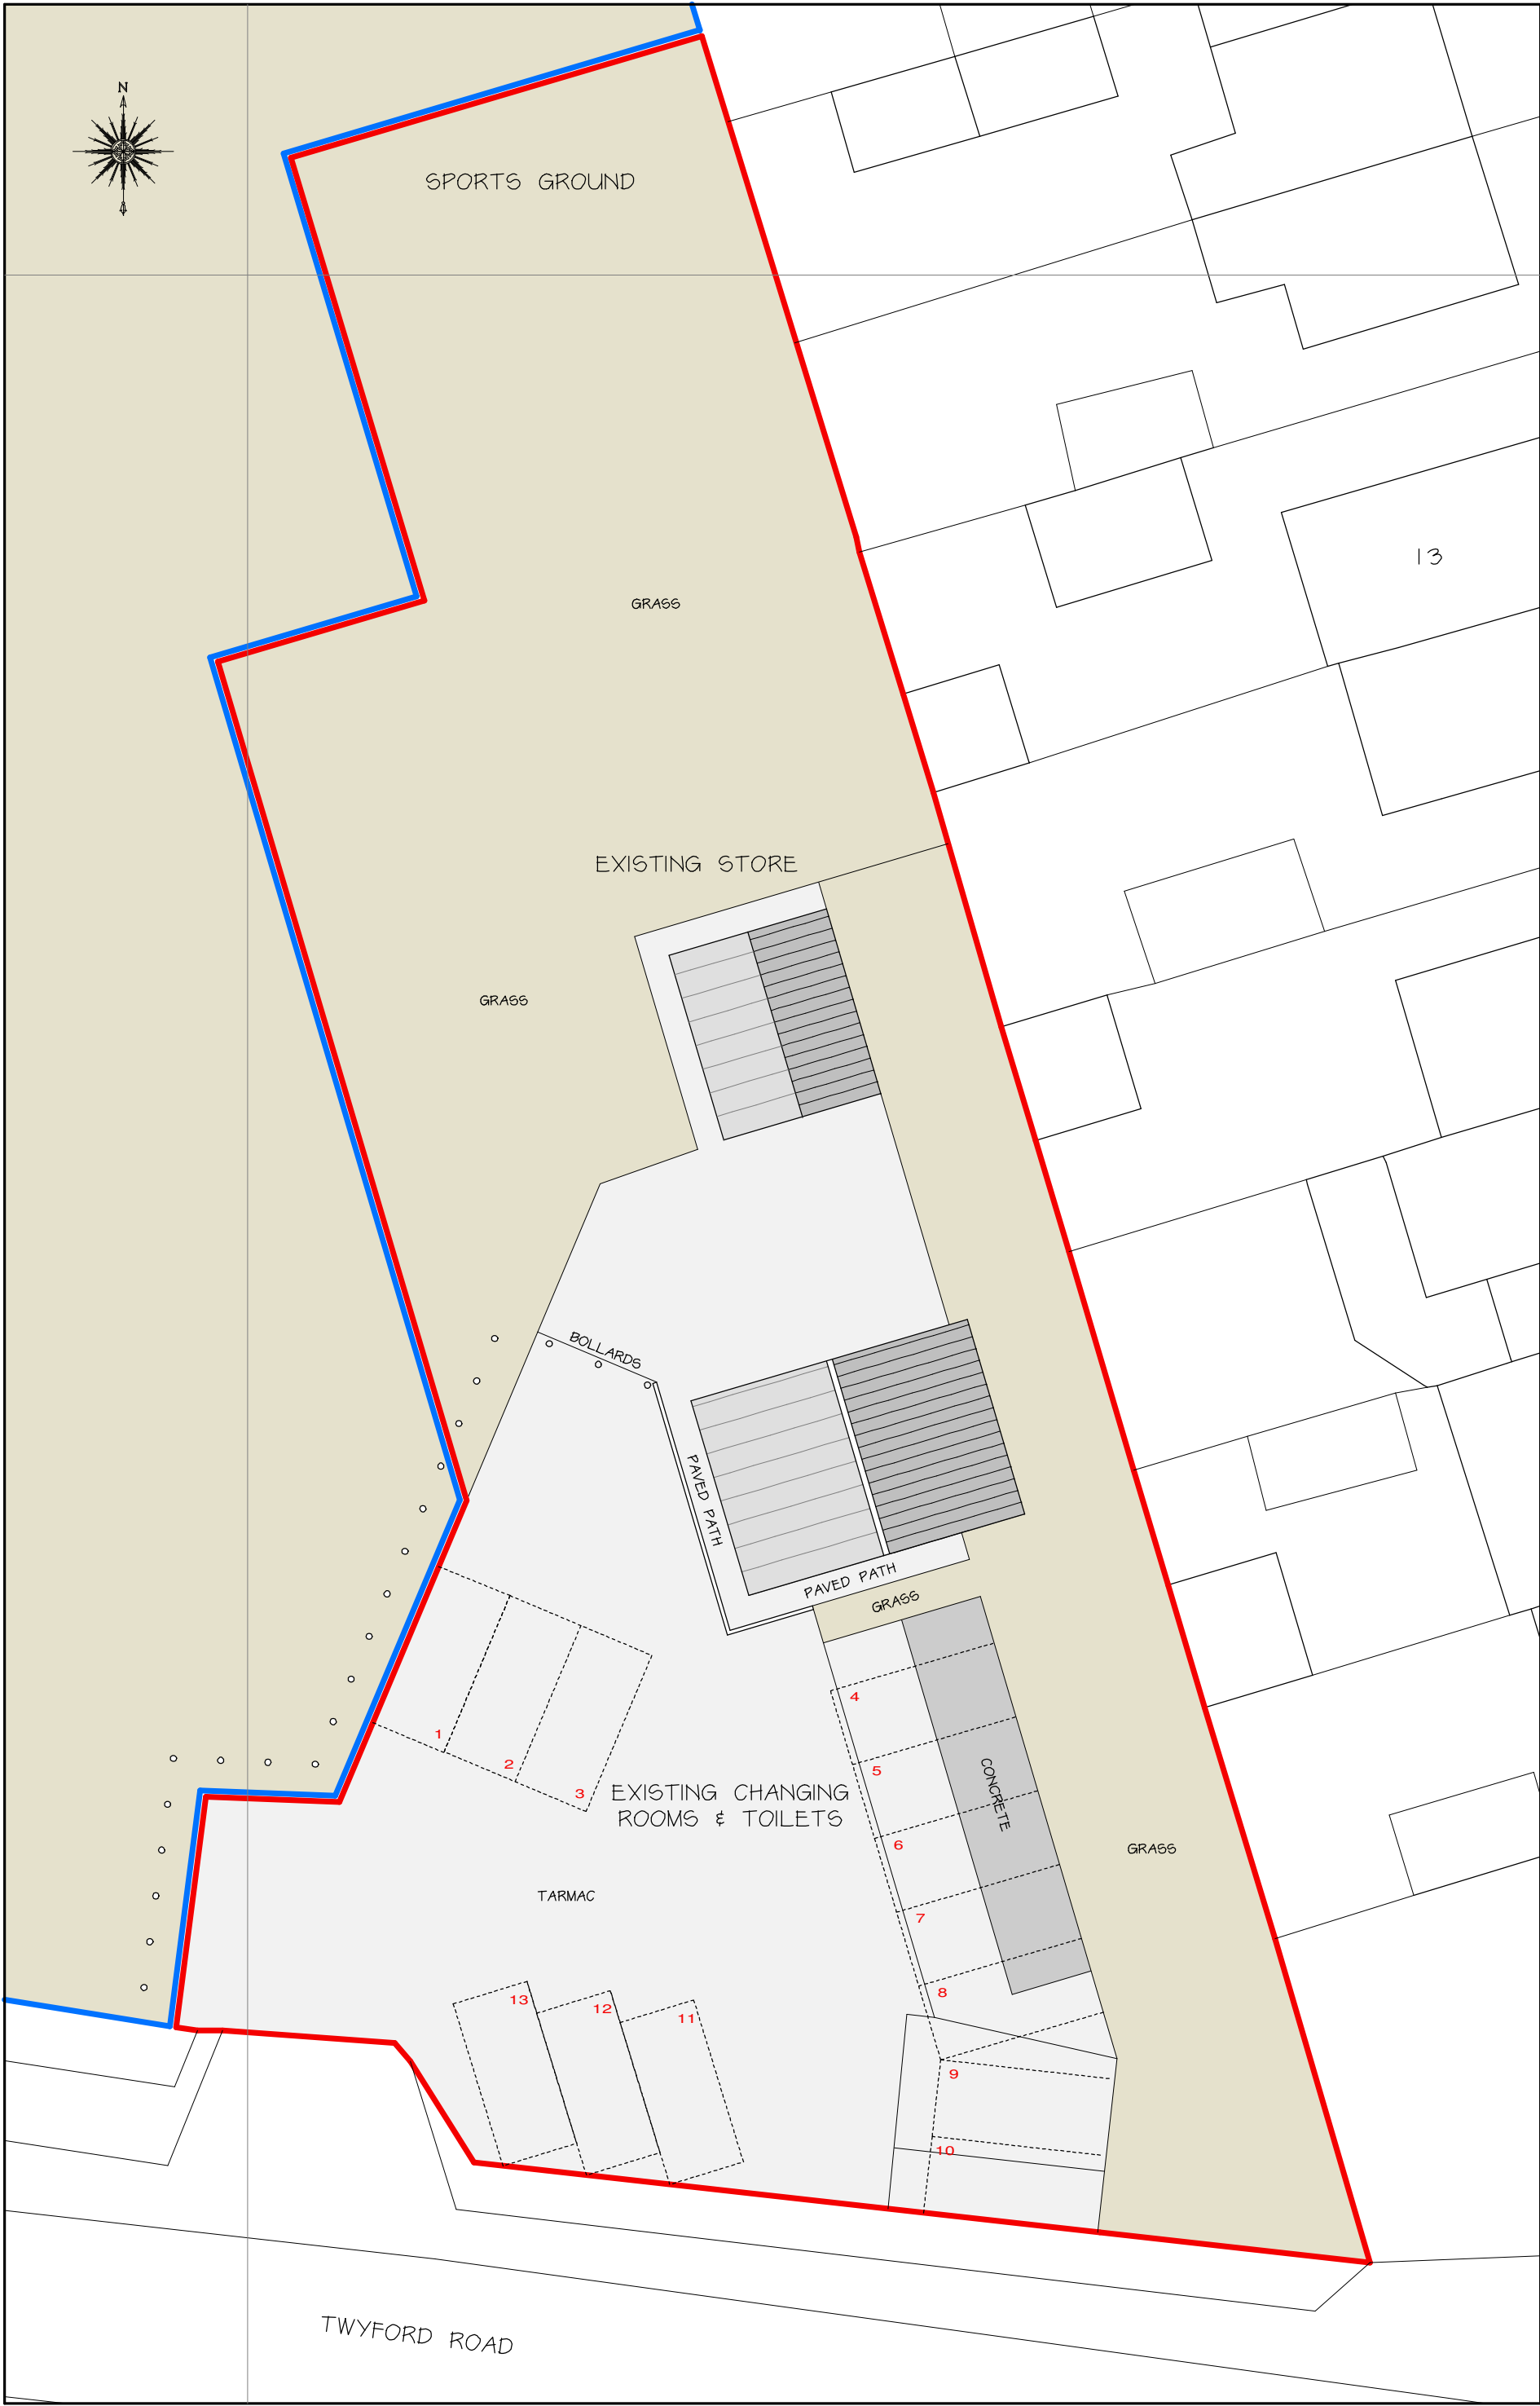 N
SPORTS GROUND
13
GRASS
EXISTING STORE
GRASS
BOLLARDS
PAVED PATH
PAVED PATH
GRASS
4
1
2
5
CONCRETE
3
EXISTING CHANGING
ROOMS & TOILETS
6
GRASS
TARMAC
7
8
13
12
11
9
10
TWYFORD ROAD